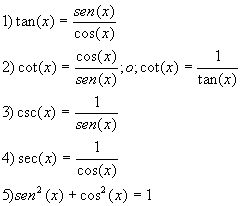 1) tan(x) = sen(x)/cos(x)
2) cot(x) = cos(x)/sen(x); o; cot(x) = 1/tan(x)
3) csc(x) = 1/sen(x)
4) sec(x) = 1/cos(x)
5) sen²(x) + cos²(x) = 1